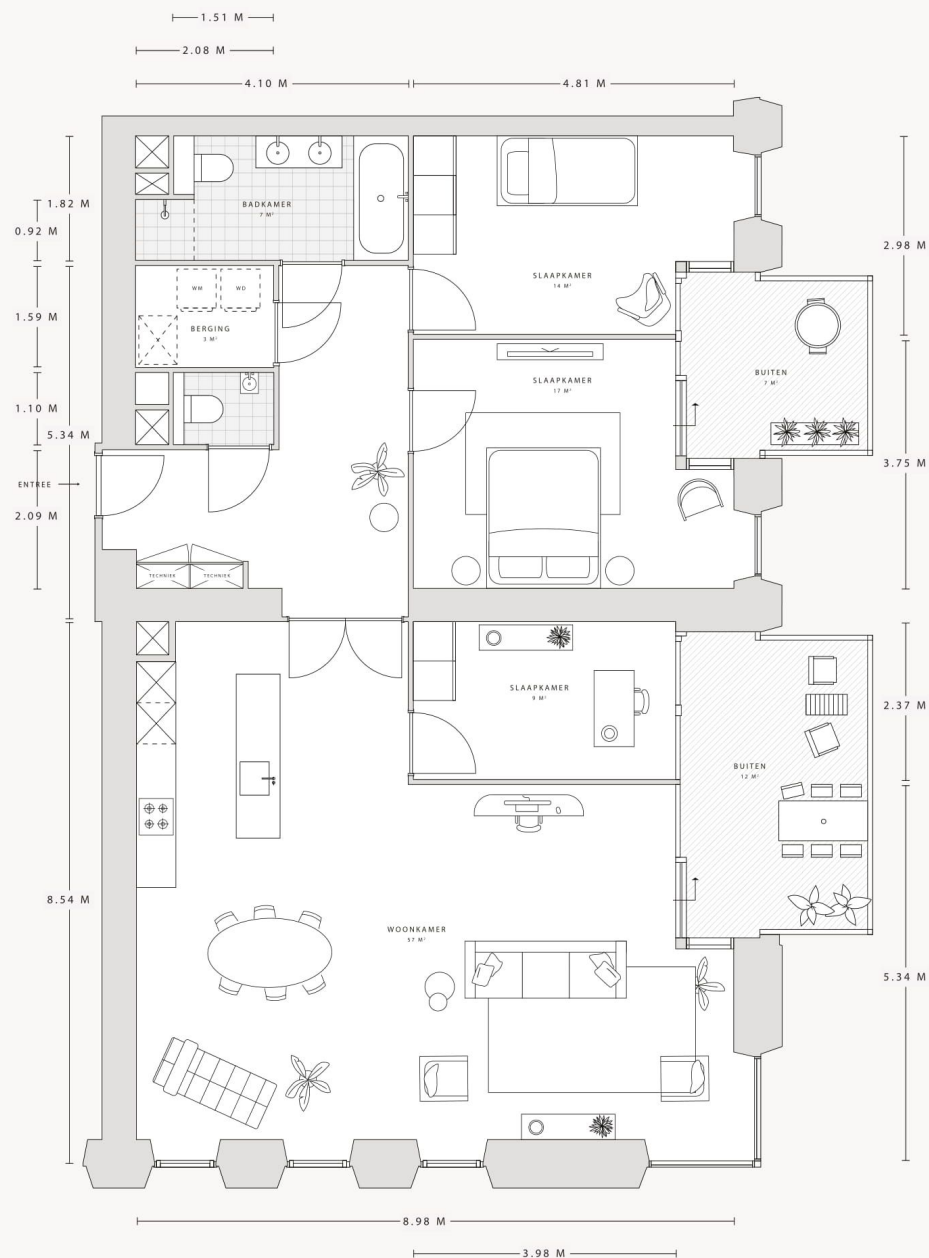 1.51 M
2.08 M
4.10 M
4.81 M
1.82 M
0.92 M
BADKAMER
7 M²
2.98 M
SLAAPKAMER
14 M²
WM
WD
1.59 M
BERGING
3 M²
BUITEN
7 M²
SLAAPKAMER
17 M²
1.10 M
5.34 M
3.75 M
ENTREE
2.09 M
TECHNIEK
TECHNIEK
SLAAPKAMER
9 M²
2.37 M
BUITEN
12 M²
8.54 M
WOONKAMER
57 M²
5.34 M
8.98 M
3.98 M